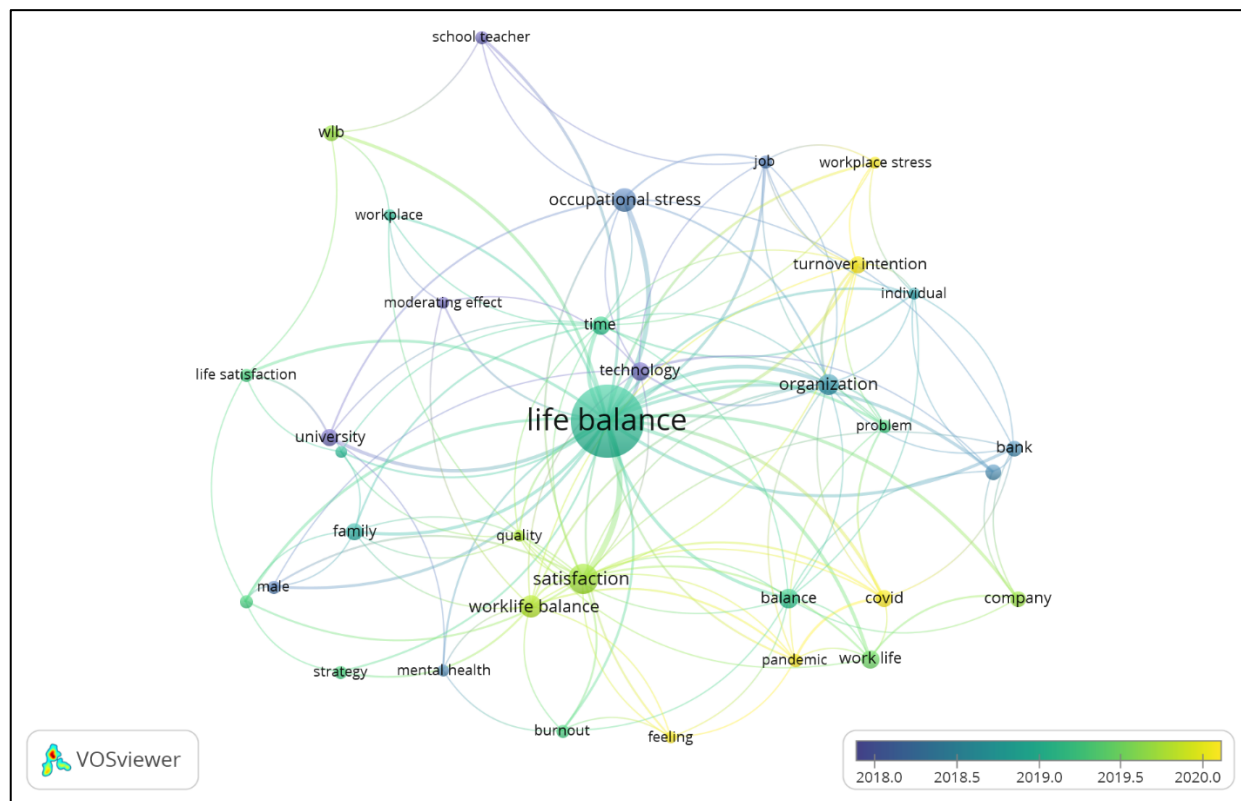 school teacher
wlb
job
workplace stress
occupational stress
workplace
turnover intention
individual
moderating effect
time
technology
life satisfaction
organization
life balance
problem
university
bank
family
quality
satisfaction
male
worklife balance
balance
covid
company
strategy
mental health
pandemic
work life
burnout
feeling
VOSviewer
2018.0 2018.5 2019.0 2019.5 2020.0